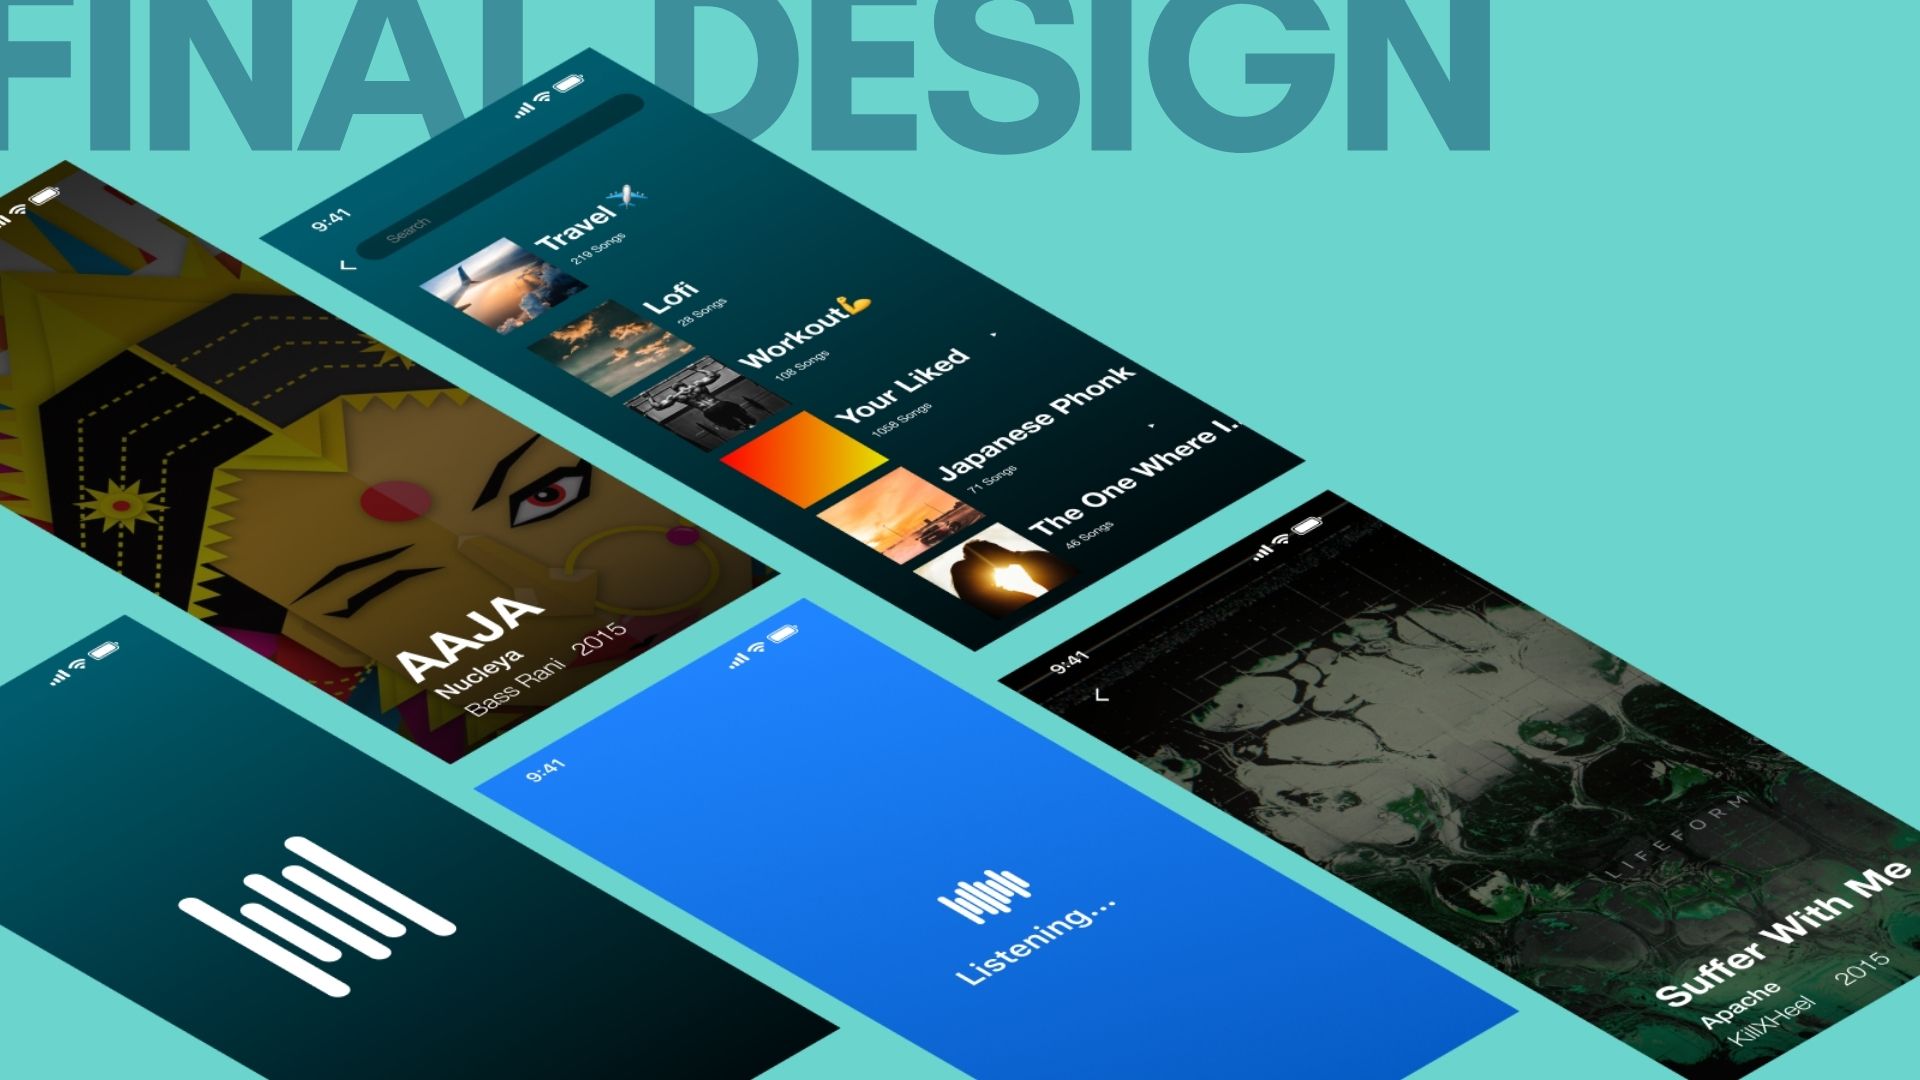 FINAL DESIGN
9:41
Search
Travel ✈️
219 Songs
Lofi
28 Songs
Workout💪
108 Songs
Your Liked
1058 Songs
Japanese Phonk
71 Songs
The One Where I...
46 Songs
AAJA
Nucleya
Bass Rani 2015
9:41
Listening...
9:41
LIFEFORM
Suffer With Me
Apache
KillXHeel 2015